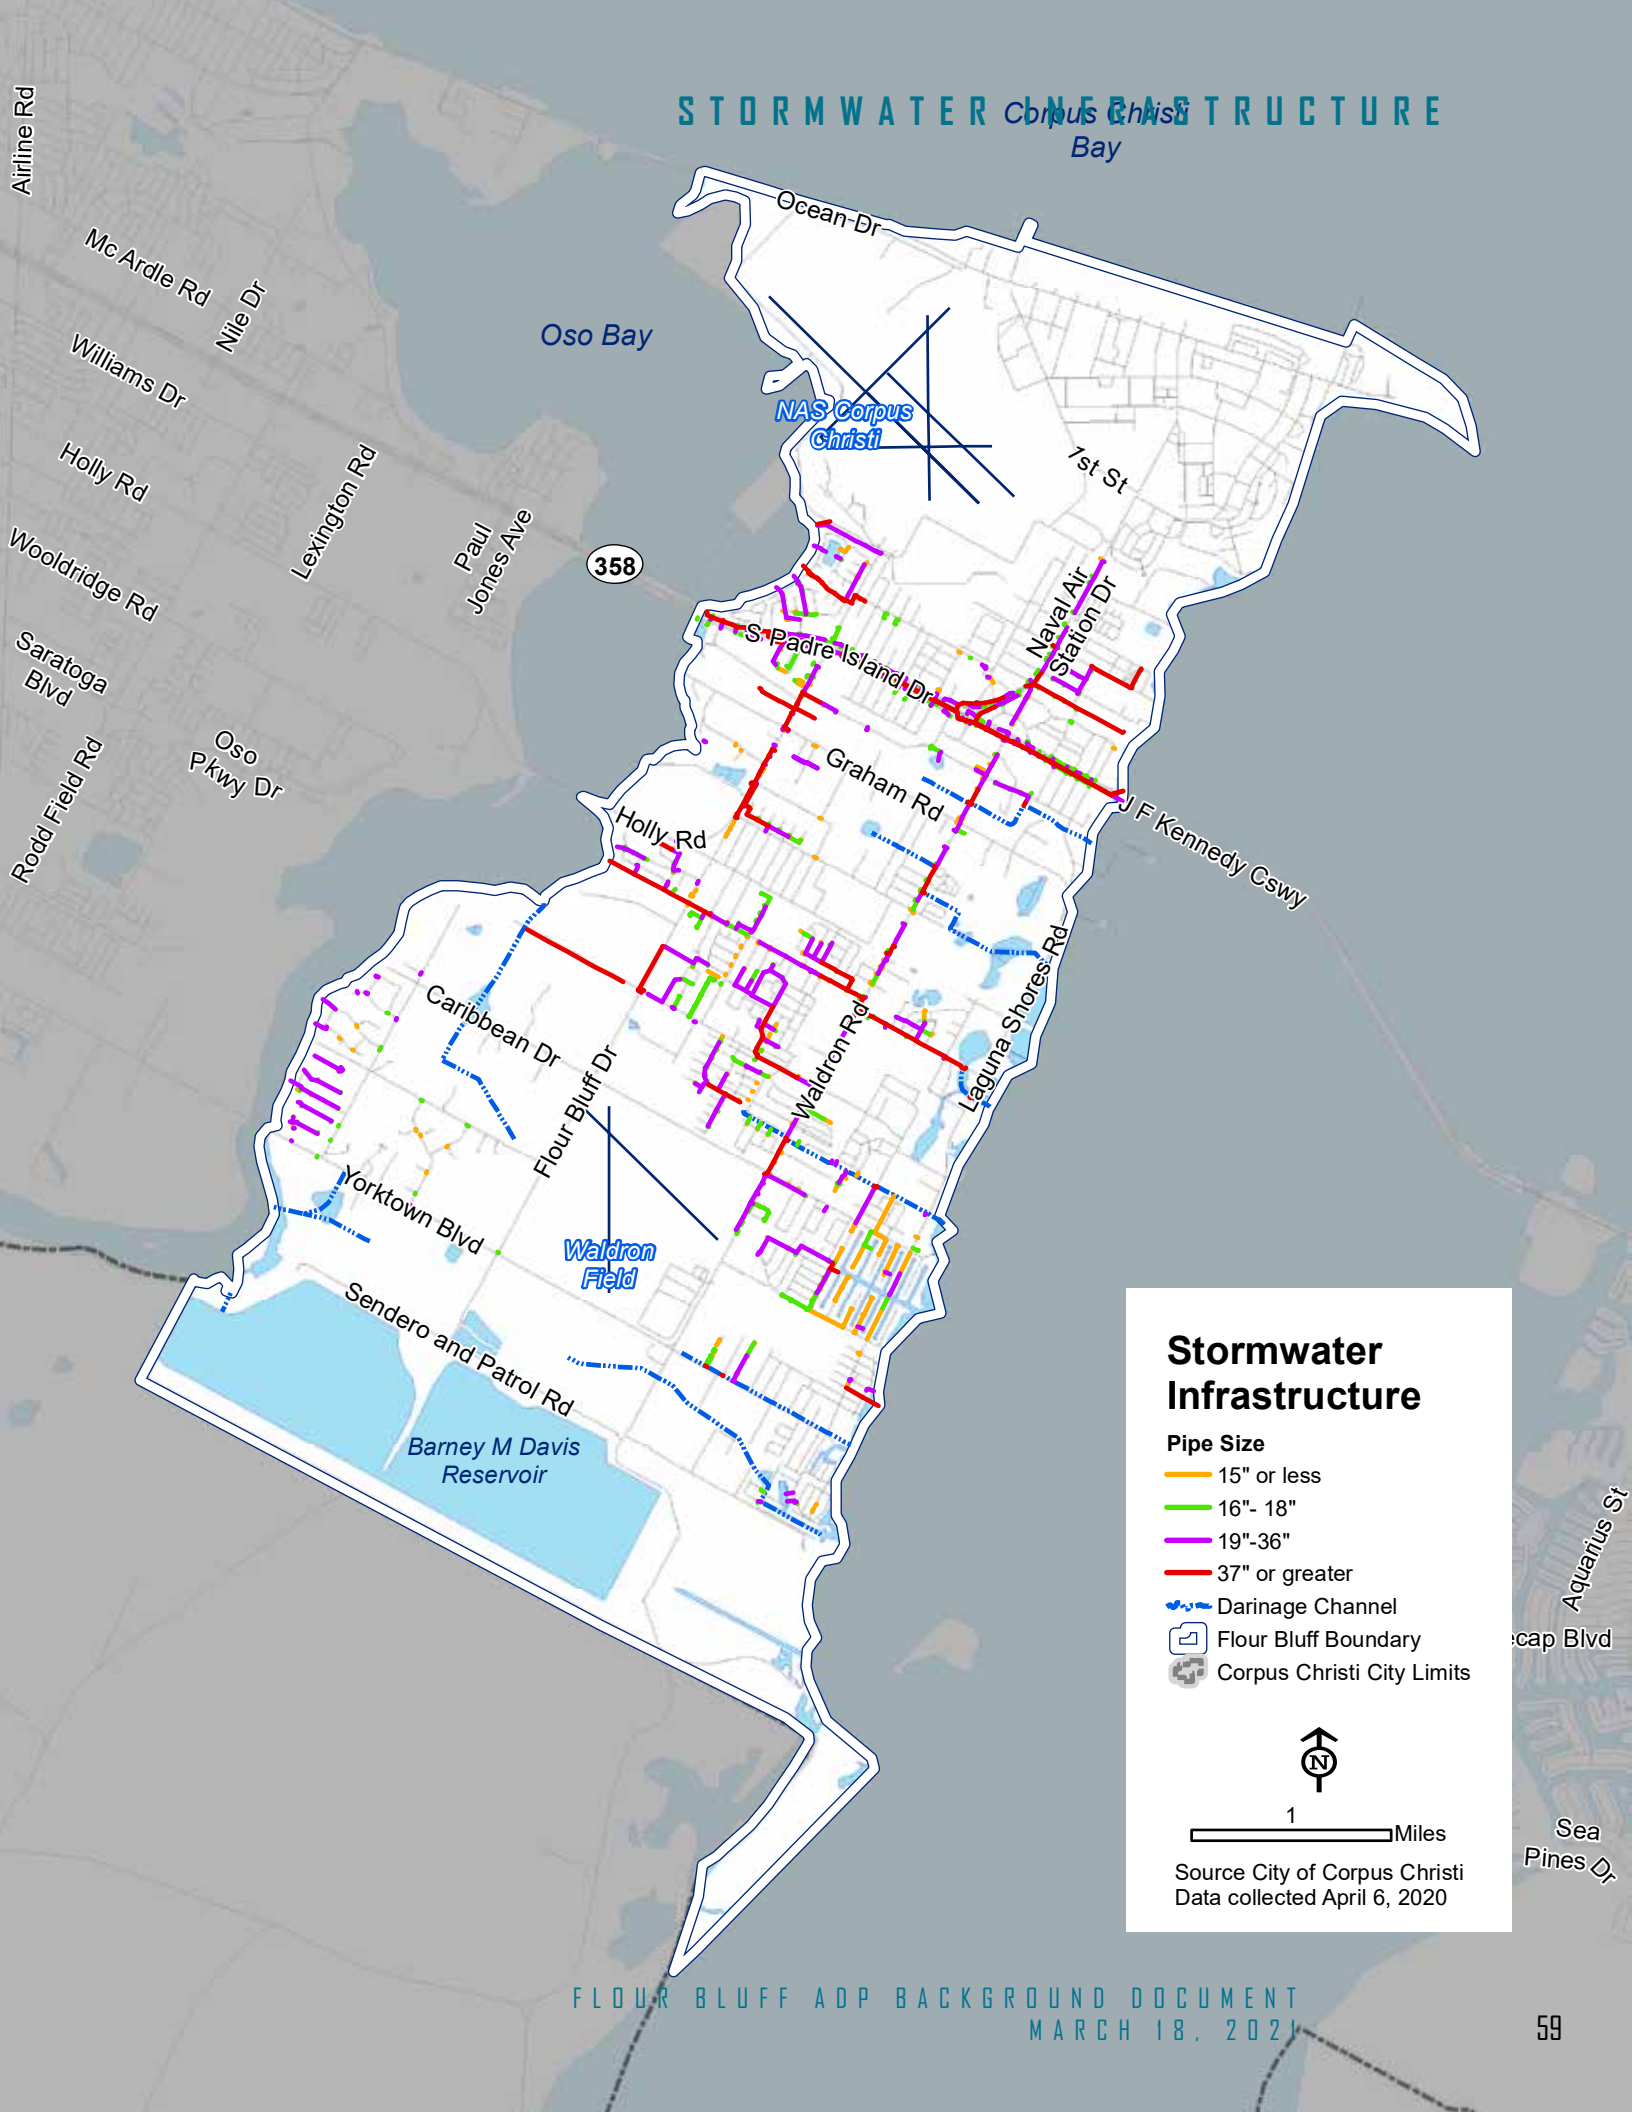 STORMWATER INFRASTRUCTURE
Corpus Christi
Bay
Airline Rd
Ocean Dr
Mc Ardle Rd
Nile Dr
Oso Bay
Williams Dr
NAS Corpus
Christi
7st St
Holly Rd
Lexington Rd
Paul
Jones Ave
358
Wooldridge Rd
Naval Air
Station Dr
S Padre Island Dr
Saratoga
Blvd
Oso
Pkwy Dr
Rodd Field Rd
Graham Rd
Holly Rd
J F Kennedy Cswy
Caribbean Dr
Flour Bluff Dr
Waldron Rd
Laguna Shores Rd
Yorktown Blvd
Waldron
Field
Sendero and Patrol Rd
Barney M Davis
Reservoir
Stormwater
Infrastructure
Pipe Size
15" or less
16"- 18"
19"-36"
37" or greater
Darinage Channel
Flour Bluff Boundary
Corpus Christi City Limits
N
1
Miles
Source City of Corpus Christi
Data collected April 6, 2020
Aquarius St
ecap Blvd
Sea
Pines Dr
FLOUR BLUFF ADP BACKGROUND DOCUMENT
MARCH 18, 2021
59